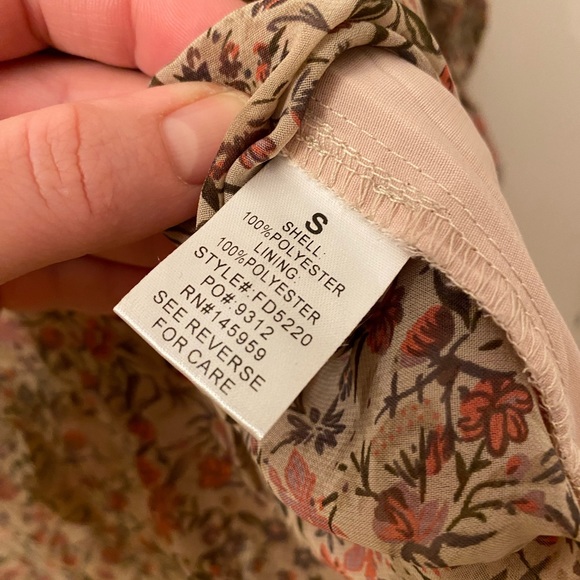 S
SHELL:
100%POLYESTER
LINING:
100%POLYESTER
STYLE#:FD5220
PO#:9312
RN#145959
SEE REVERSE
FOR CARE